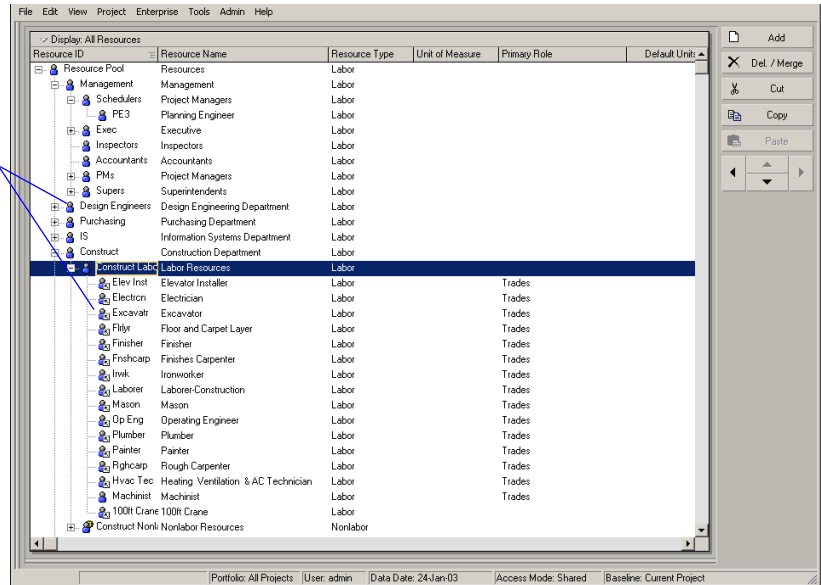 File Edit View Project Enterprise Tools Admin Help
Display: All Resources
Resource ID Resource Name Resource Type Unit of Measure Primary Role Default Units
Resource Pool Resources Labor
Management Management Labor
Schedulers Project Managers Labor
PE3 Planning Engineer Labor
Exec Executive Labor
Inspectors Inspectors Labor
Accountants Accountants Labor
PMs Project Managers Labor
Supers Superintendents Labor
Design Engineers Design Engineering Department Labor
Purchasing Purchasing Department Labor
IS Information Systems Department Labor
Construct Construction Department Labor
Construct Labo Labor Resources Labor
Elev Inst Elevator Installer Labor Trades
Electrcn Electrician Labor Trades
Excavatr Excavator Labor Trades
Flrlyr Floor and Carpet Layer Labor Trades
Finisher Finisher Labor Trades
Fnshcarp Finishes Carpenter Labor Trades
Irwk Ironworker Labor Trades
Laborer Laborer-Construction Labor Trades
Mason Mason Labor Trades
Op Eng Operating Engineer Labor Trades
Plumber Plumber Labor Trades
Painter Painter Labor Trades
Rghcarp Rough Carpenter Labor Trades
Hvac Tec Heating Ventilation & AC Technician Labor Trades
Machinist Machinist Labor Trades
100ft Crane 100ft Crane Labor
Construct Nonl Nonlabor Resources Nonlabor
Add
Del. / Merge
Cut
Copy
Paste
Portfolio: All Projects User: admin Data Date: 24-Jan-03 Access Mode: Shared Baseline: Current Project